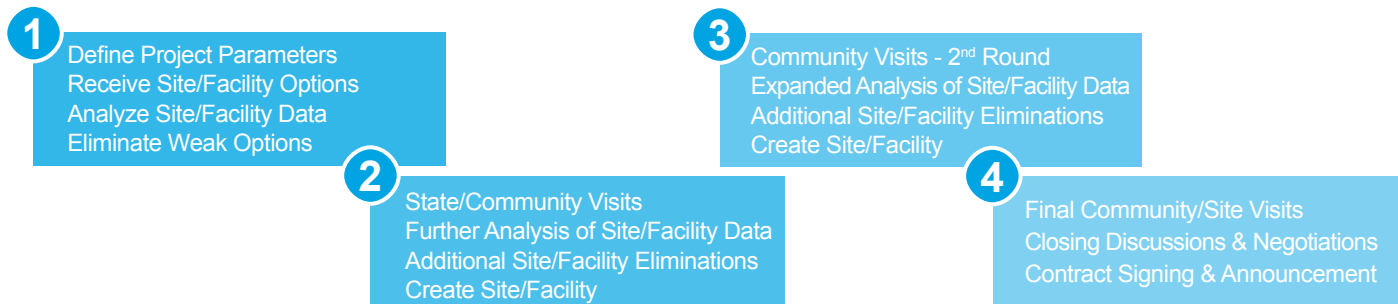 1
Define Project Parameters
Receive Site/Facility Options
Analyze Site/Facility Data
Eliminate Weak Options
2
State/Community Visits
Further Analysis of Site/Facility Data
Additional Site/Facility Eliminations
Create Site/Facility
3
Community Visits - 2nd Round
Expanded Analysis of Site/Facility Data
Additional Site/Facility Eliminations
Create Site/Facility
4
Final Community/Site Visits
Closing Discussions & Negotiations
Contract Signing & Announcement